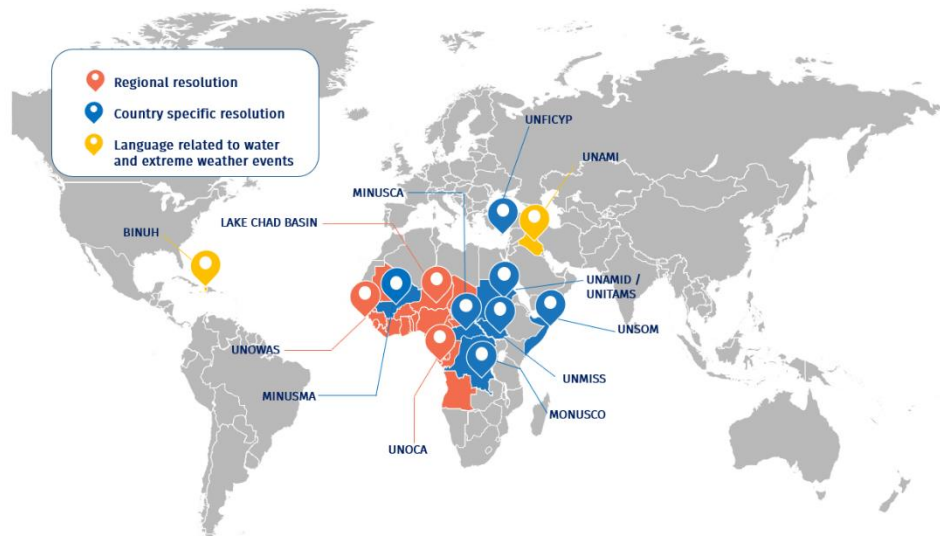 Regional resolution
Country specific resolution
Language related to water
and extreme weather events
UNFICYP
UNAMI
MINUSCA
LAKE CHAD BASIN
BINUH
UNAMID /
UNITAMS
UNSOM
UNOWAS
UNMISS
MINUSMA
MONUSCO
UNOCA